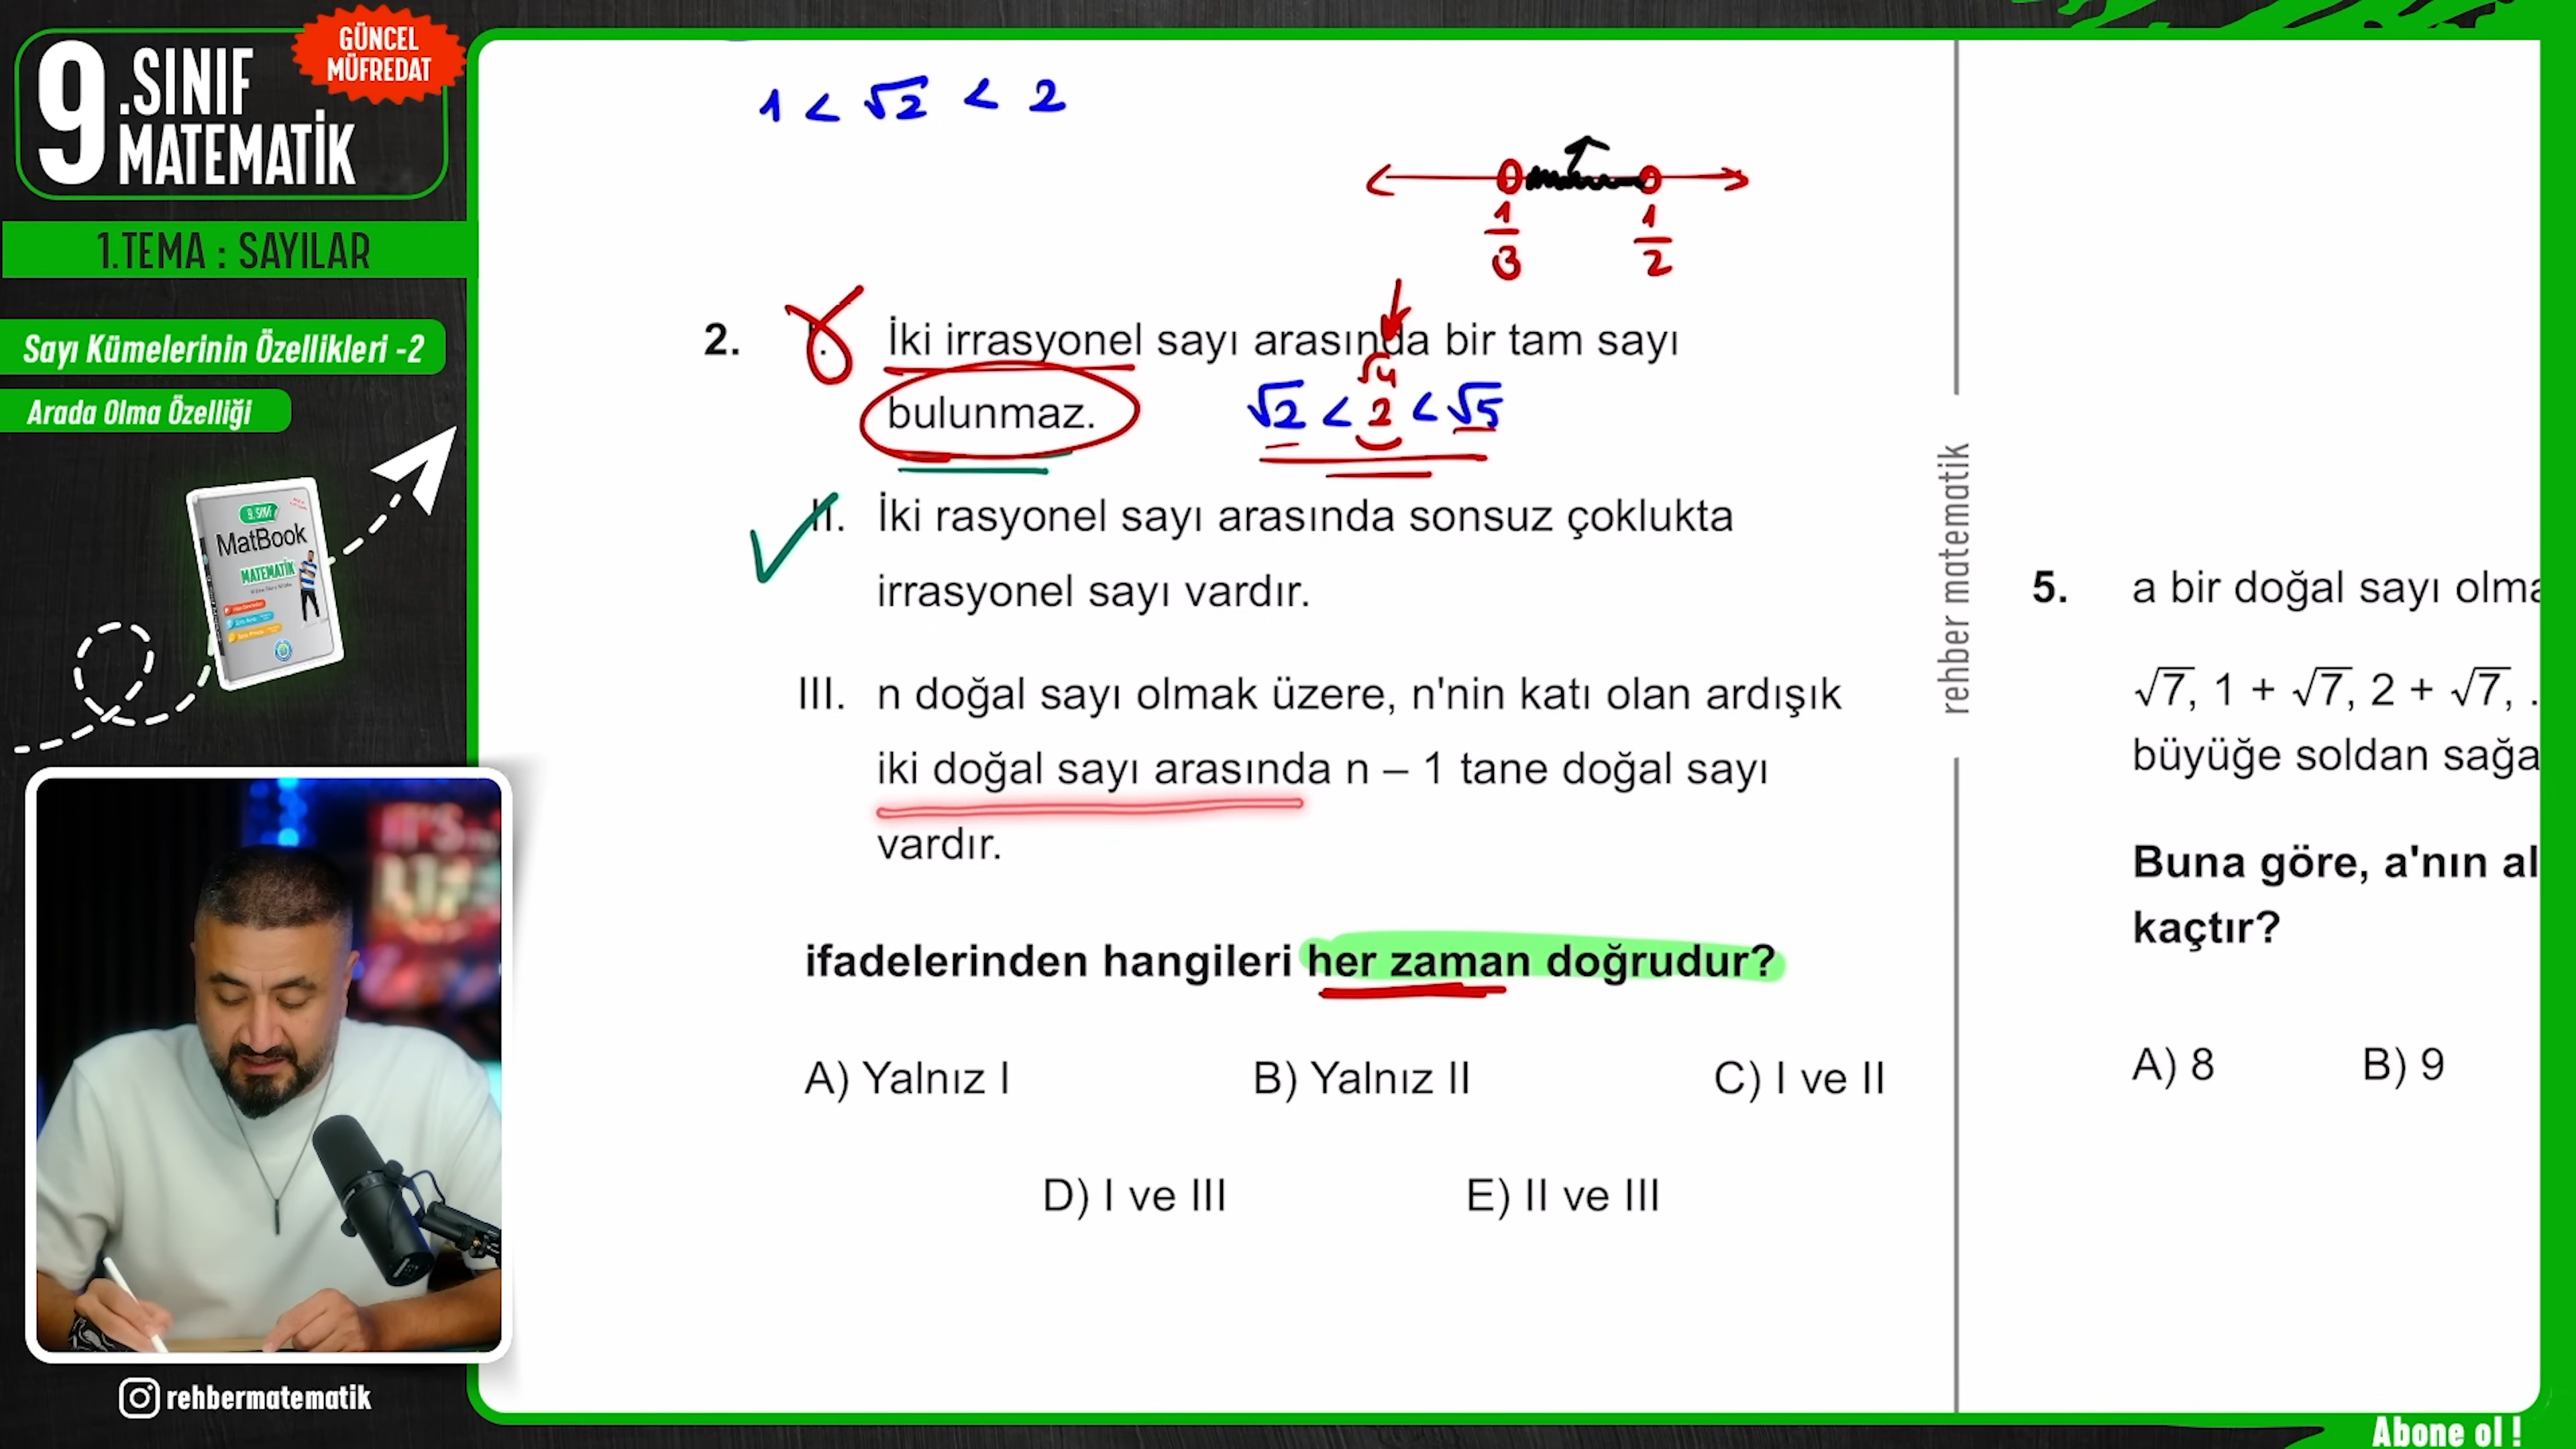 9.SINIF
MATEMATİK
GÜNCEL
MÜFREDAT
1.TEMA : SAYILAR
Sayı Kümelerinin Özellikleri -2
Arada Olma Özelliği
9. SINIF
MatBook
MATEMATİK
rehbermatematik
1 < √2 < 2
1/3 1/2
2. I. İki irrasyonel sayı arasında bir tam sayı
bulunmaz.
√4
√2 < 2 < √5
II. İki rasyonel sayı arasında sonsuz çoklukta
irrasyonel sayı vardır.
III. n doğal sayı olmak üzere, n'nin katı olan ardışık
iki doğal sayı arasında n – 1 tane doğal sayı
vardır.
ifadelerinden hangileri her zaman doğrudur?
A) Yalnız I B) Yalnız II C) I ve II
D) I ve III E) II ve III
rehber matematik
5. a bir doğal sayı olma
√7, 1 + √7, 2 + √7, .
büyüğe soldan sağa
Buna göre, a'nın al
kaçtır?
A) 8 B) 9
Abone ol !